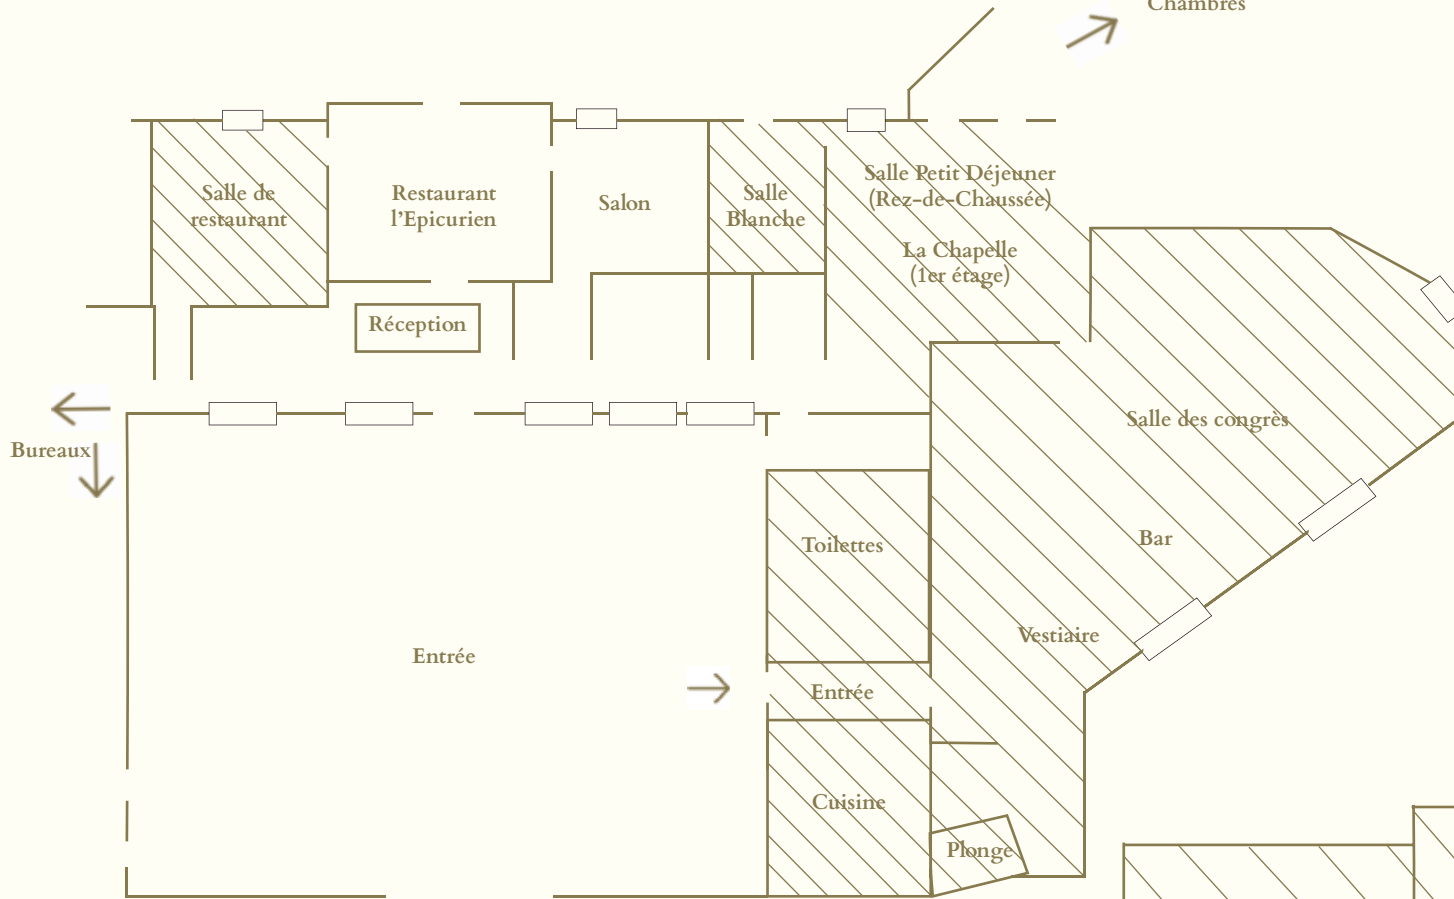 Chambres
Salle Petit Déjeuner
(Rez-de-Chaussée)
Salle de
restaurant
Restaurant
l’Epicurien
Salon
Salle
Blanche
La Chapelle
(1er étage)
Réception
Salle des congrès
Bureaux
Bar
Toilettes
Vestiaire
Entrée
Entrée
Cuisine
Plonge